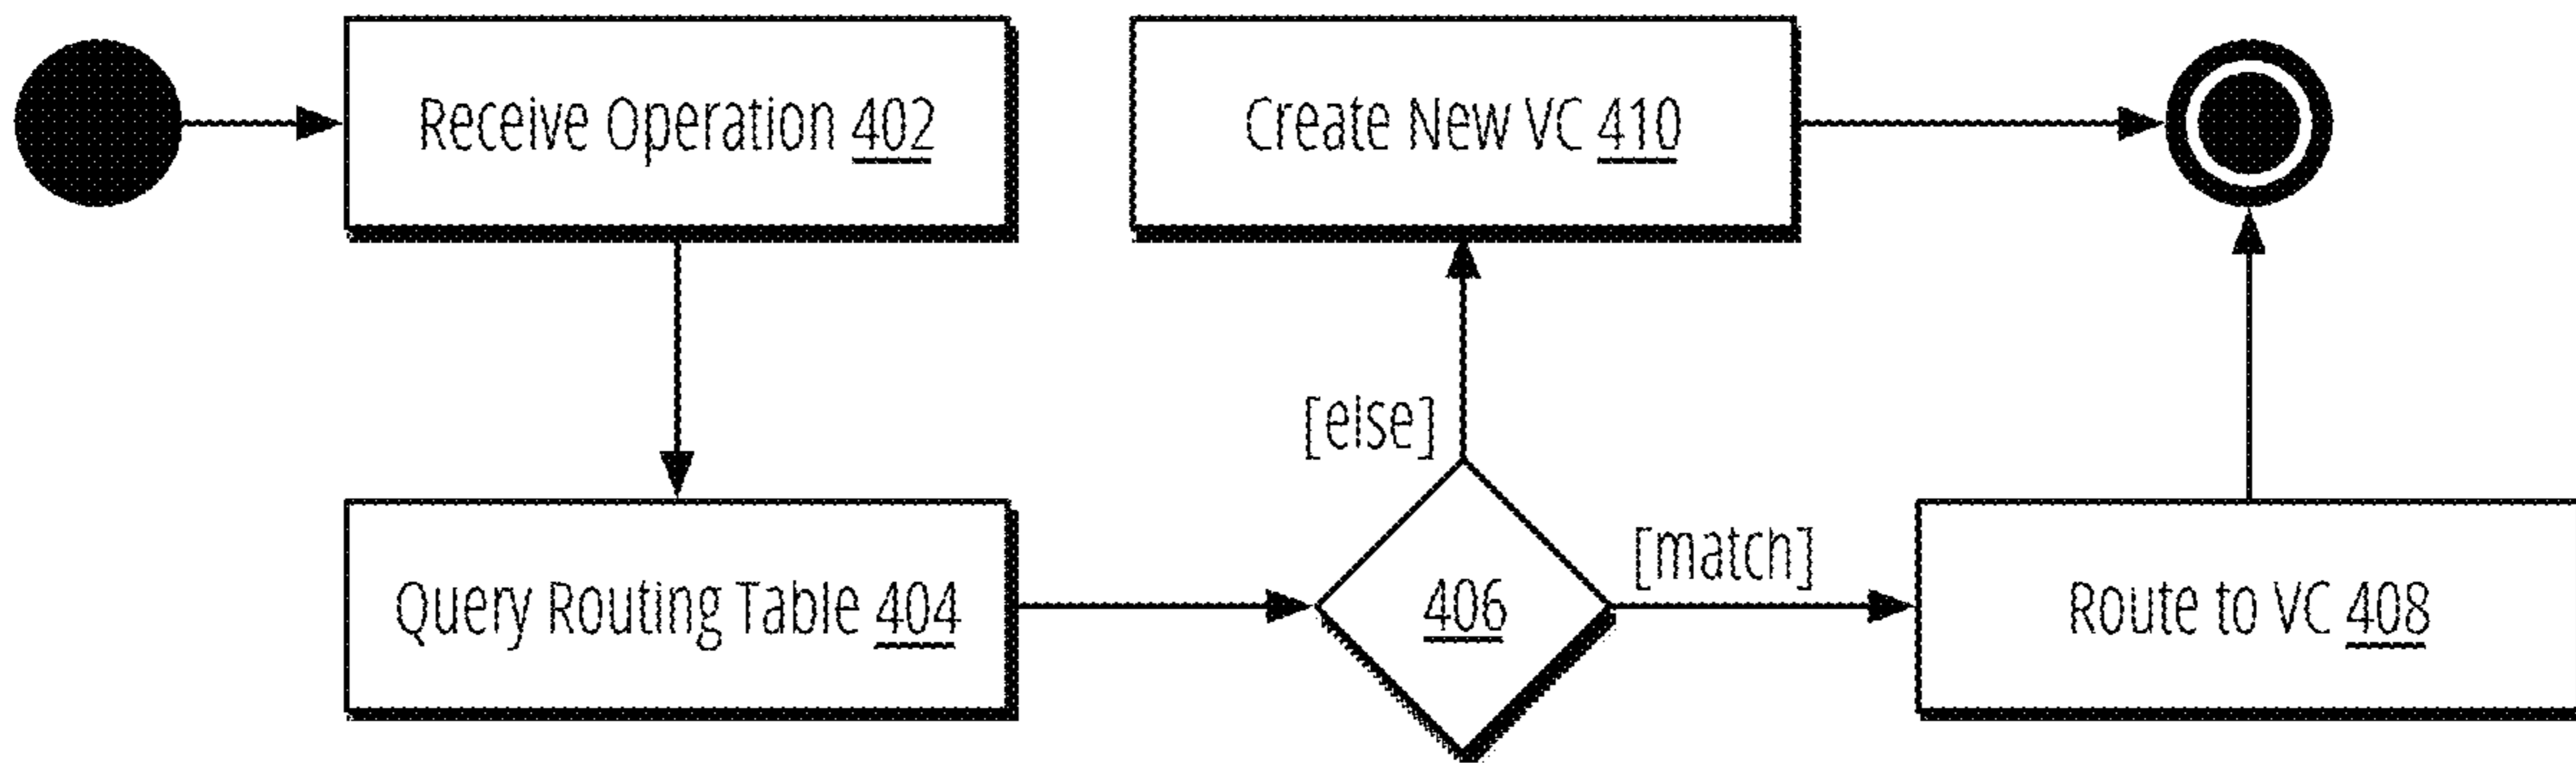 Receive Operation 402
Create New VC 410
[else]
[match]
Query Routing Table 404
406
Route to VC 408